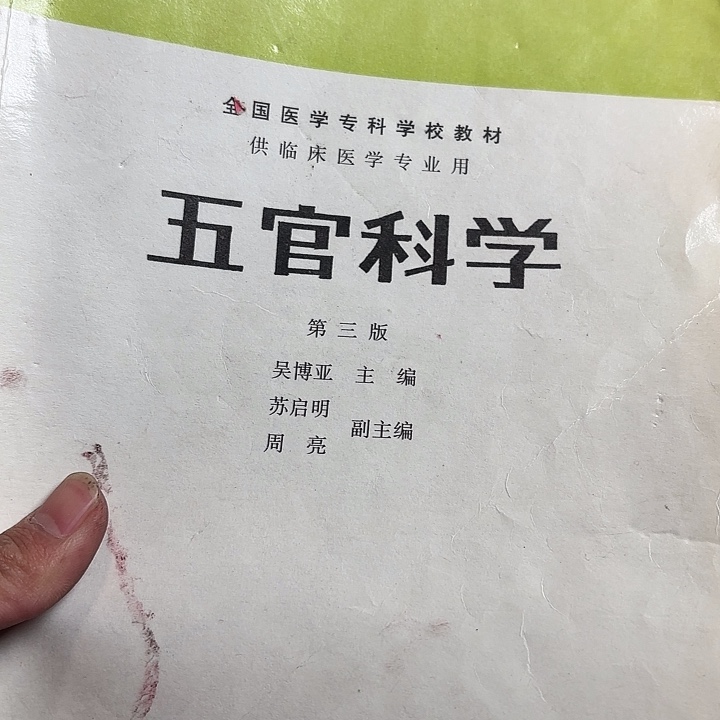 全国医学专科学校教材
供临床医学专业用
五官科学
第三版
吴博亚 主编
苏启明
周亮 副主编